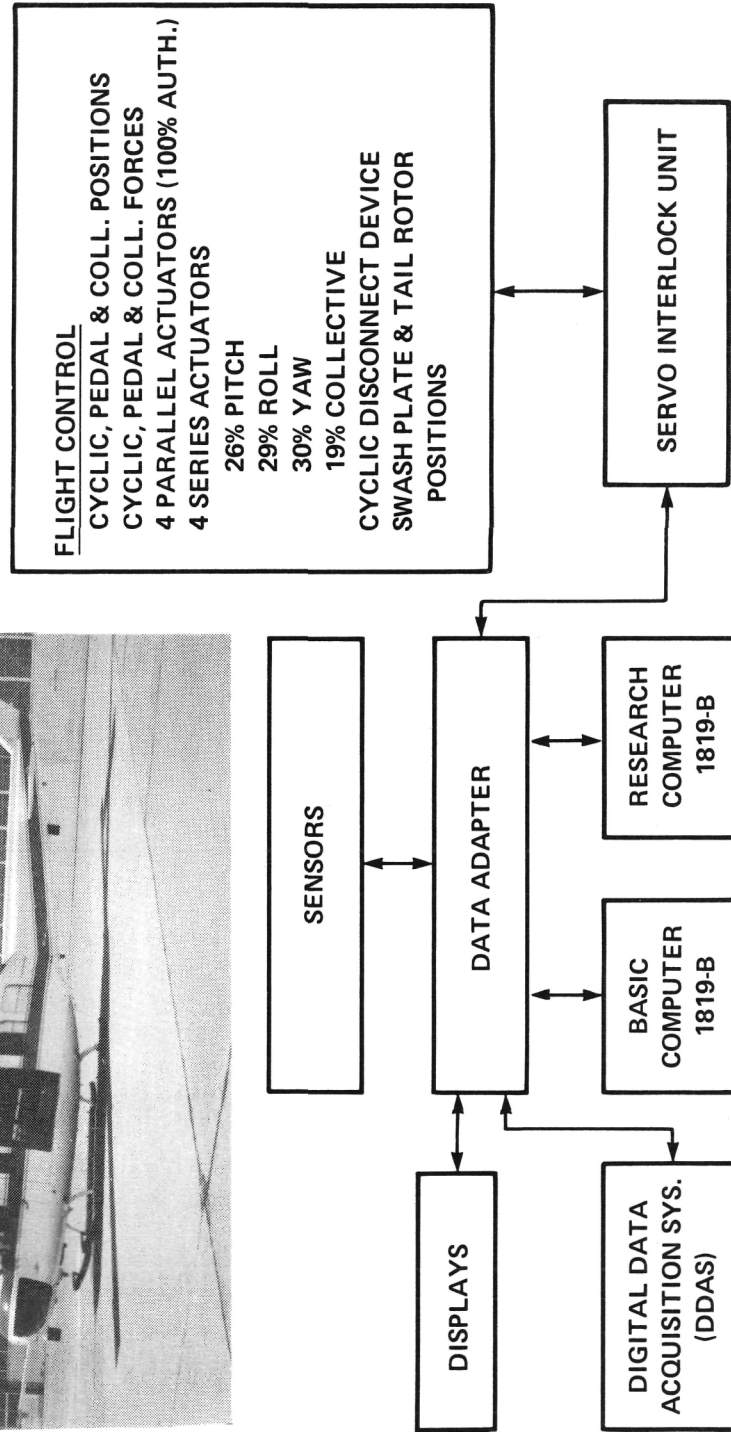 FLIGHT CONTROL
CYCLIC, PEDAL & COLL. POSITIONS
CYCLIC, PEDAL & COLL. FORCES
4 PARALLEL ACTUATORS (100% AUTH.)
4 SERIES ACTUATORS
26% PITCH
29% ROLL
30% YAW
19% COLLECTIVE
CYCLIC DISCONNECT DEVICE
SWASH PLATE & TAIL ROTOR
POSITIONS
SENSORS
DISPLAYS
DATA ADAPTER
SERVO INTERLOCK UNIT
DIGITAL DATA
ACQUISITION SYS.
(DDAS)
BASIC
COMPUTER
1819-B
RESEARCH
COMPUTER
1819-B